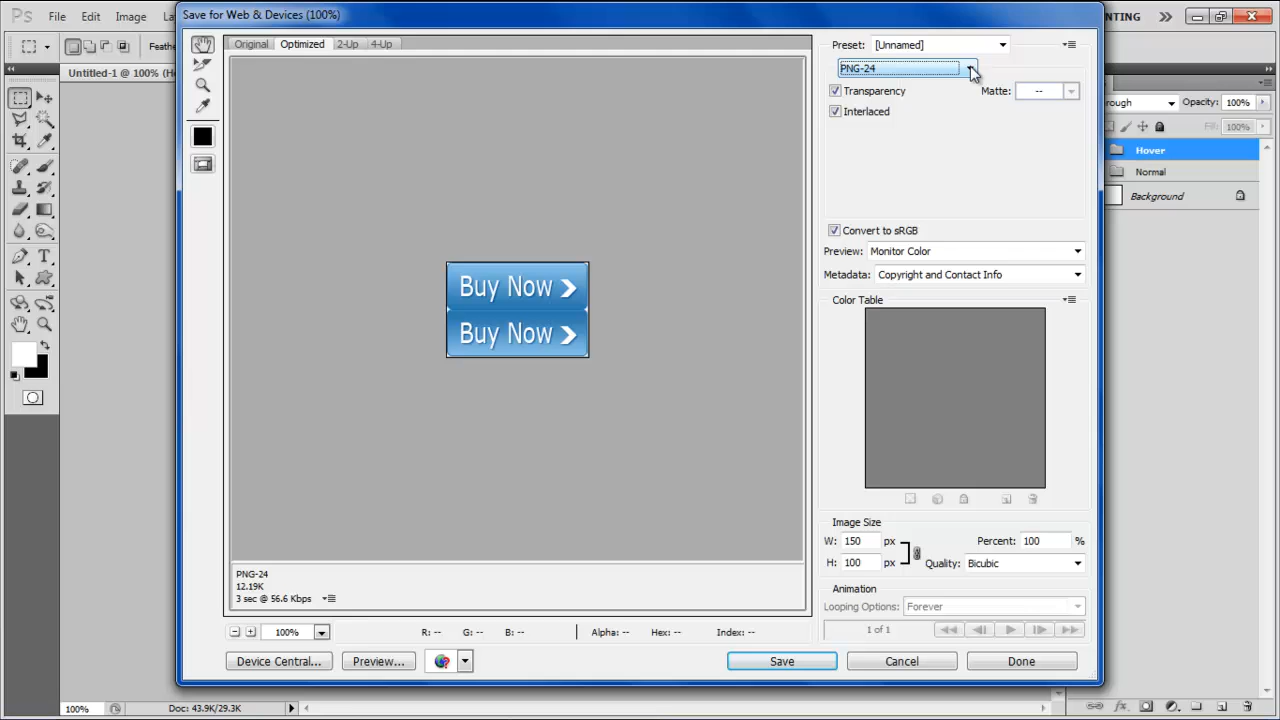 Ps File Edit Image La
Save for Web & Devices (100%)
NTING
Feathe
Untitled-1 @ 100% (H
Original Optimized 2-Up 4-Up
Preset: [Unnamed]
PNG-24
Transparency Matte: --
Interlaced
rough Opacity: 100%
Fill: 100%
Hover
Normal
Background
Convert to sRGB
Preview: Monitor Color
Metadata: Copyright and Contact Info
Color Table
Buy Now
Buy Now
Image Size
W: 150 px Percent: 100 %
H: 100 px Quality: Bicubic
PNG-24
12.19K
3 sec @ 56.6 Kbps
Animation
Looping Options: Forever
1 of 1
100% R: -- G: -- B: -- Alpha: -- Hex: -- Index: --
Device Central... Preview... Save Cancel Done
100% Doc: 43.9K/29.3K